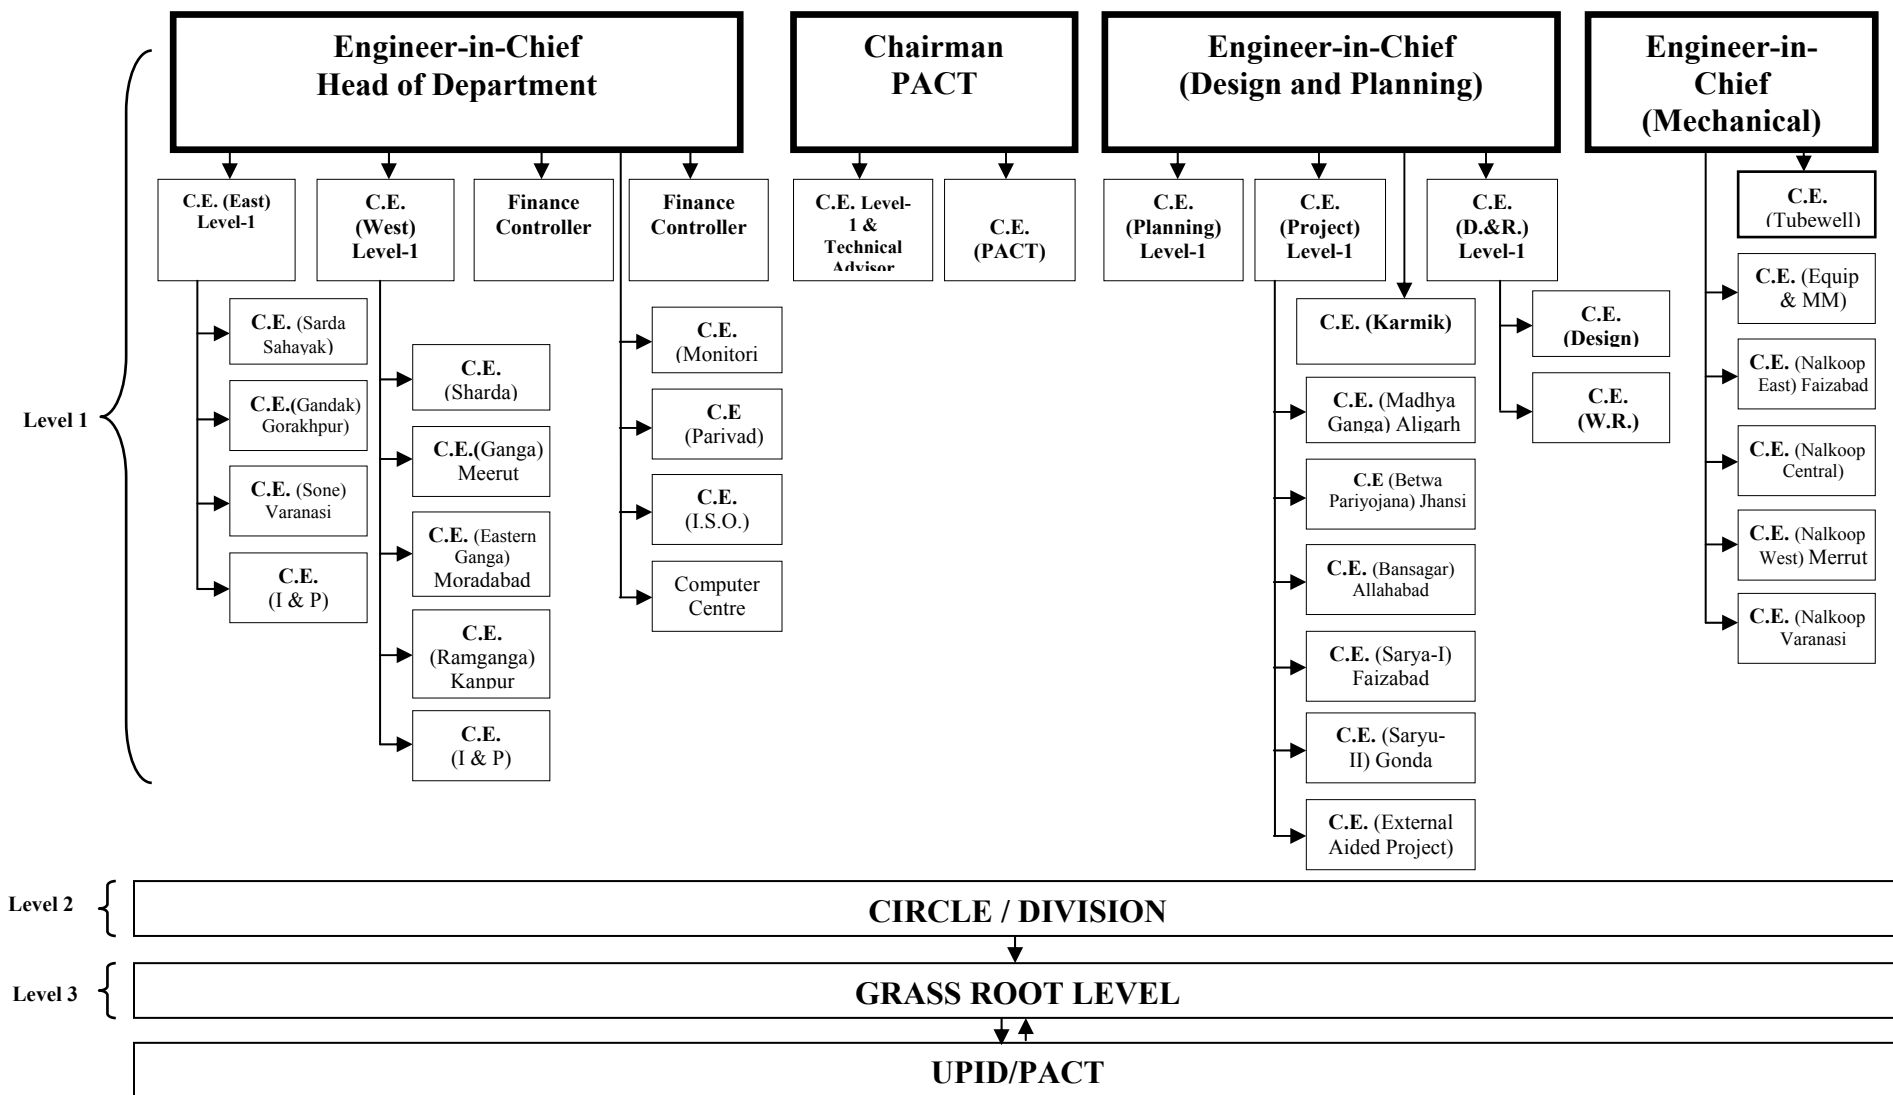 Engineer-in-Chief
Head of Department
Chairman
PACT
Engineer-in-Chief
(Design and Planning)
Engineer-in-
Chief
(Mechanical)
C.E. (East)
Level-1
C.E.
(West)
Level-1
Finance
Controller
Finance
Controller
C.E. Level-
1 &
Technical
Advisor
C.E.
(PACT)
C.E.
(Planning)
Level-1
C.E.
(Project)
Level-1
C.E.
(D.&R.)
Level-1
C.E.
(Tubewell)
C.E. (Sarda
Sahayak)
C.E.(Gandak)
Gorakhpur)
C.E. (Sone)
Varanasi
C.E.
(I & P)
C.E.
(Sharda)
C.E.(Ganga)
Meerut
C.E. (Eastern
Ganga)
Moradabad
C.E.
(Ramganga)
Kanpur
C.E.
(I & P)
C.E.
(Monitori
C.E
(Parivad)
C.E.
(I.S.O.)
Computer
Centre
C.E. (Karmik)
C.E. (Madhya
Ganga) Aligarh
C.E (Betwa
Pariyojana) Jhansi
C.E. (Bansagar)
Allahabad
C.E. (Sarya-I)
Faizabad
C.E. (Saryu-
II) Gonda
C.E. (External
Aided Project)
C.E.
(Design)
C.E.
(W.R.)
C.E. (Equip
& MM)
C.E. (Nalkoop
East) Faizabad
C.E. (Nalkoop
Central)
C.E. (Nalkoop
West) Merrut
C.E. (Nalkoop
Varanasi
Level 1
Level 2
CIRCLE / DIVISION
Level 3
GRASS ROOT LEVEL
UPID/PACT